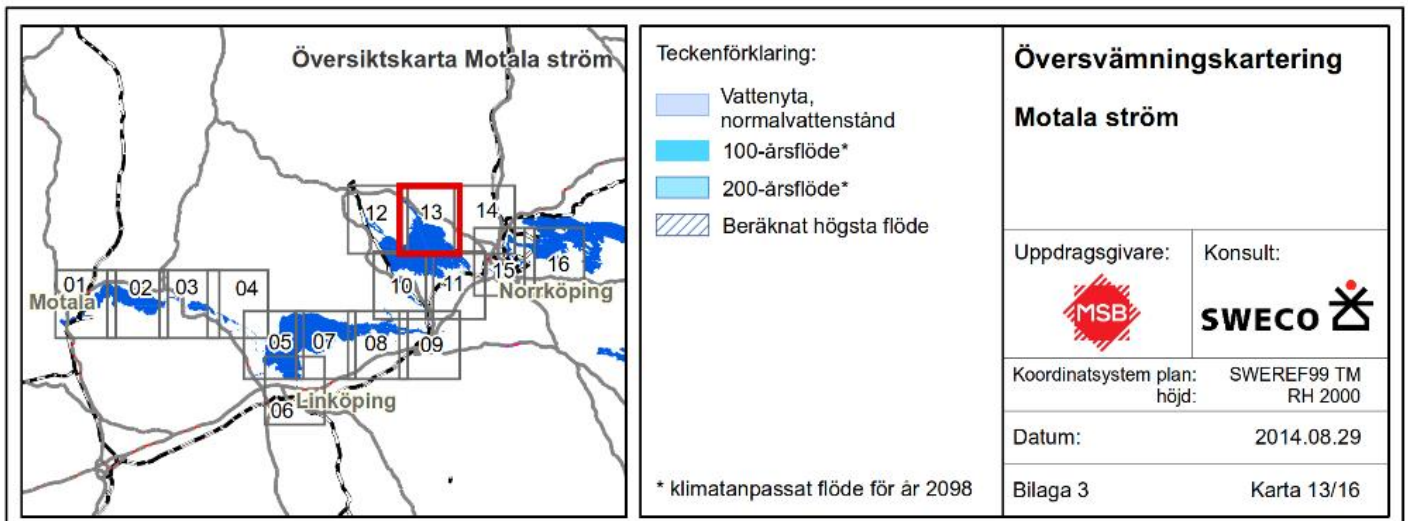 Översiktskarta Motala ström
12
13
14
15
16
Norrköping
10
11
01
02
03
04
Motala
05
07
08
09
06
Linköping
Teckenförklaring:
Vattenyta,
normalvattenstånd
100-årsflöde*
200-årsflöde*
Beräknat högsta flöde
* klimatanpassat flöde för år 2098
Översvämningskartering
Motala ström
Uppdragsgivare:
MSB
Konsult:
SWECO
Koordinatsystem plan: SWEREF99 TM
höjd: RH 2000
Datum: 2014.08.29
Bilaga 3 Karta 13/16